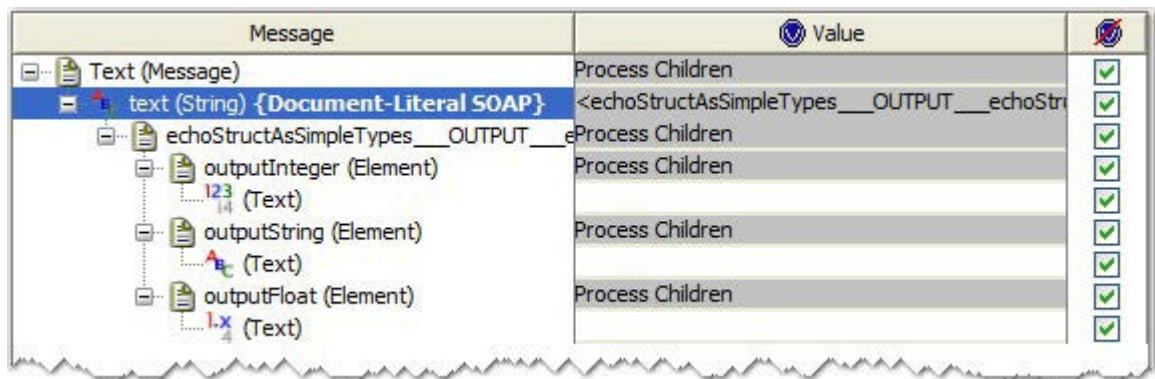 Message Value
Text (Message) Process Children
text (String) {Document-Literal SOAP} <echoStructAsSimpleTypes___OUTPUT___echoStru
echoStructAsSimpleTypes___OUTPUT___e Process Children
outputInteger (Element) Process Children
(Text)
outputString (Element) Process Children
(Text)
outputFloat (Element) Process Children
(Text)